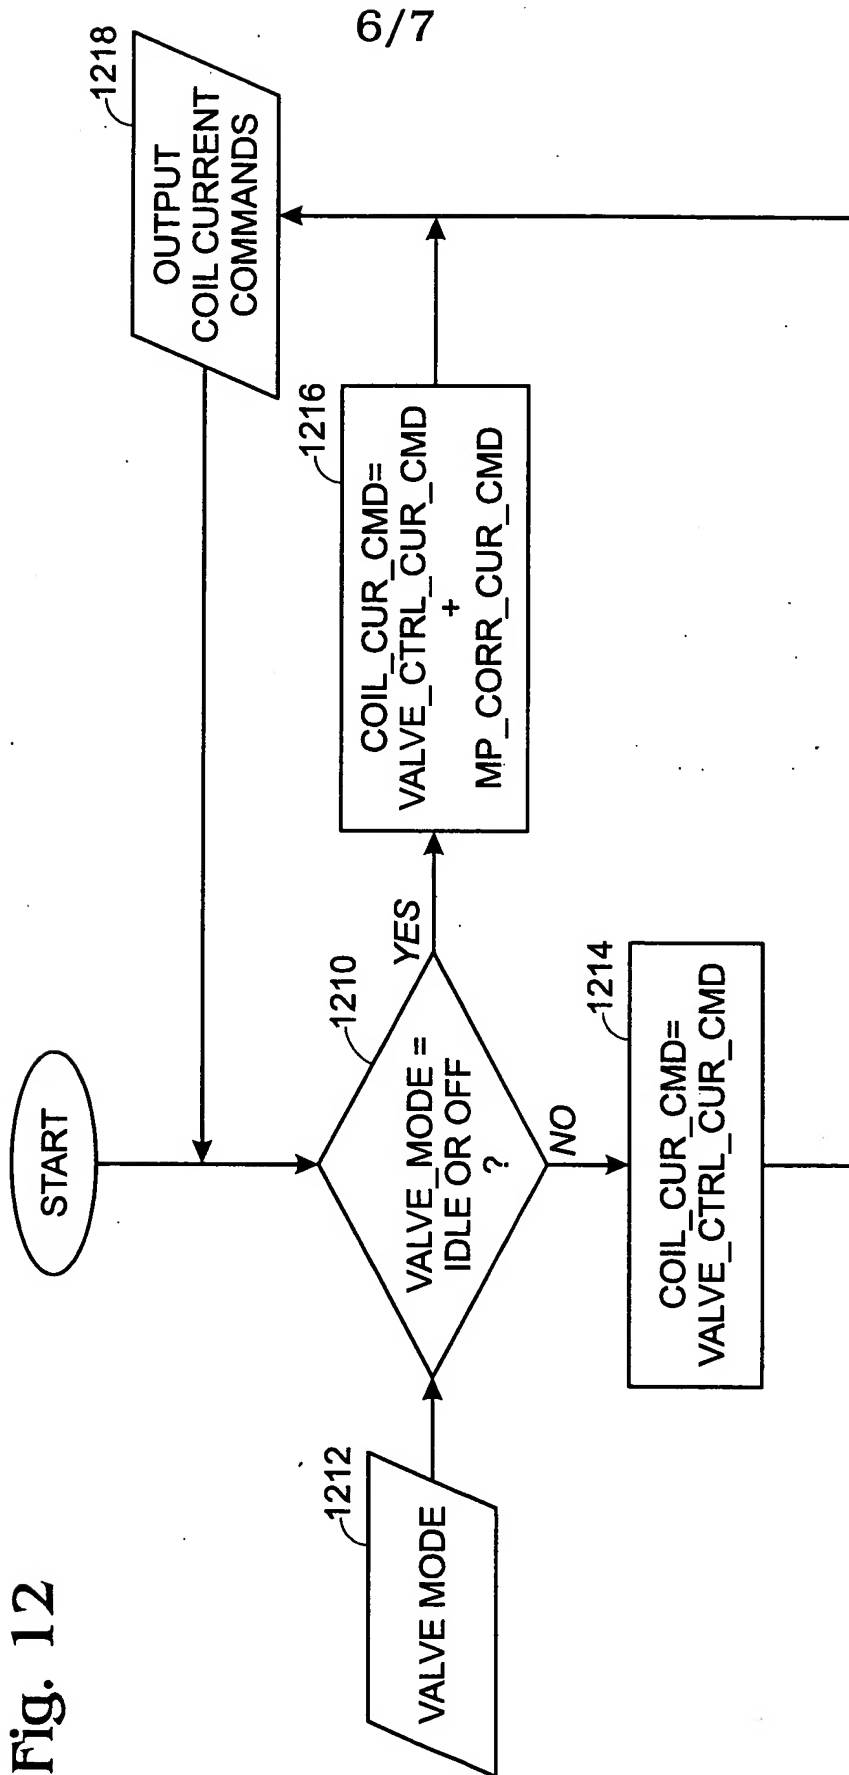 6/7
START
1218
OUTPUT
COIL CURRENT
COMMANDS
1212
VALVE MODE
1210
VALVE_MODE =
IDLE OR OFF
?
YES
NO
1216
COIL_CUR_CMD=
VALVE_CTRL_CUR_CMD
+
MP_CORR_CUR_CMD
1214
COIL_CUR_CMD=
VALVE_CTRL_CUR_CMD
Fig. 12